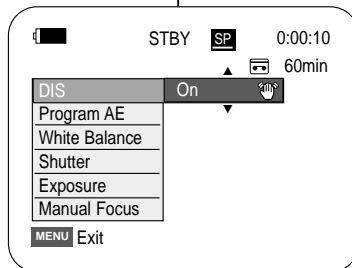 STBY SP 0:00:10
60min
DIS On
Program AE
White Balance
Shutter
Exposure
Manual Focus
MENU Exit